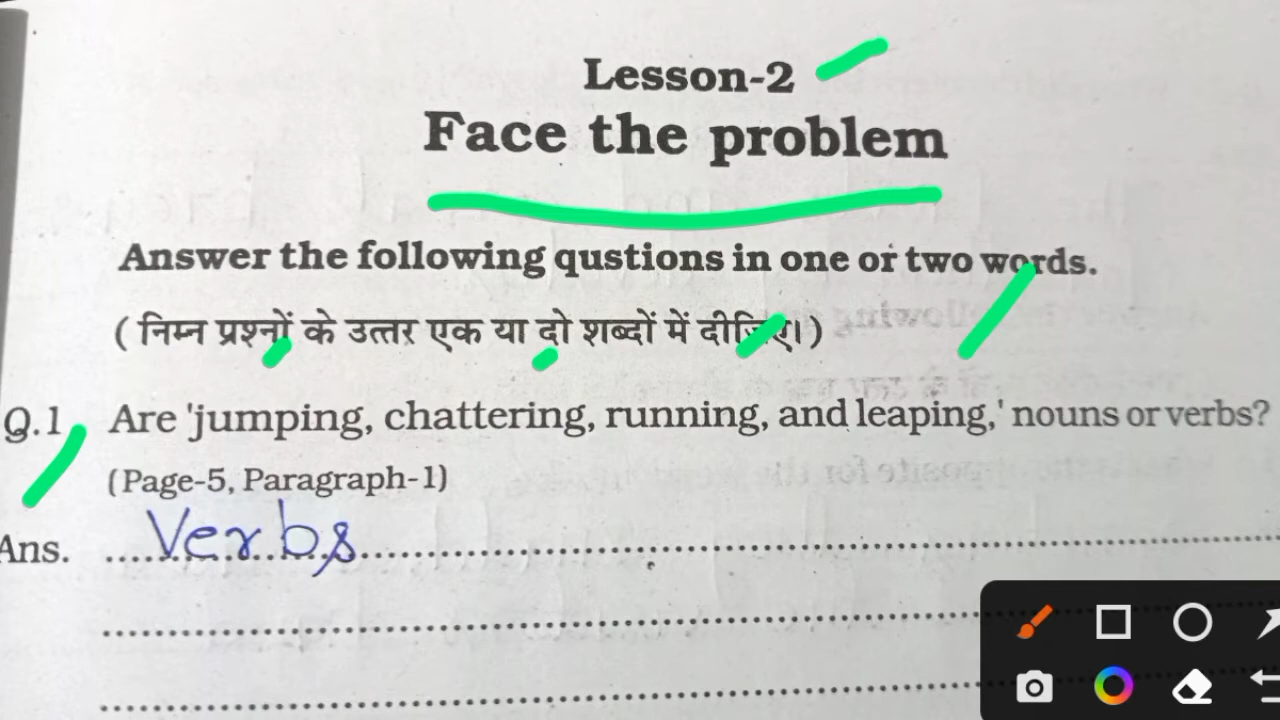 Lesson-2
Face the problem
Answer the following qustions in one or two words.
( निम्न प्रश्नों के उत्तर एक या दो शब्दों में दीजिए।)
Q.1 Are 'jumping, chattering, running, and leaping,' nouns or verbs?
(Page-5, Paragraph-1)
Ans. Verbs